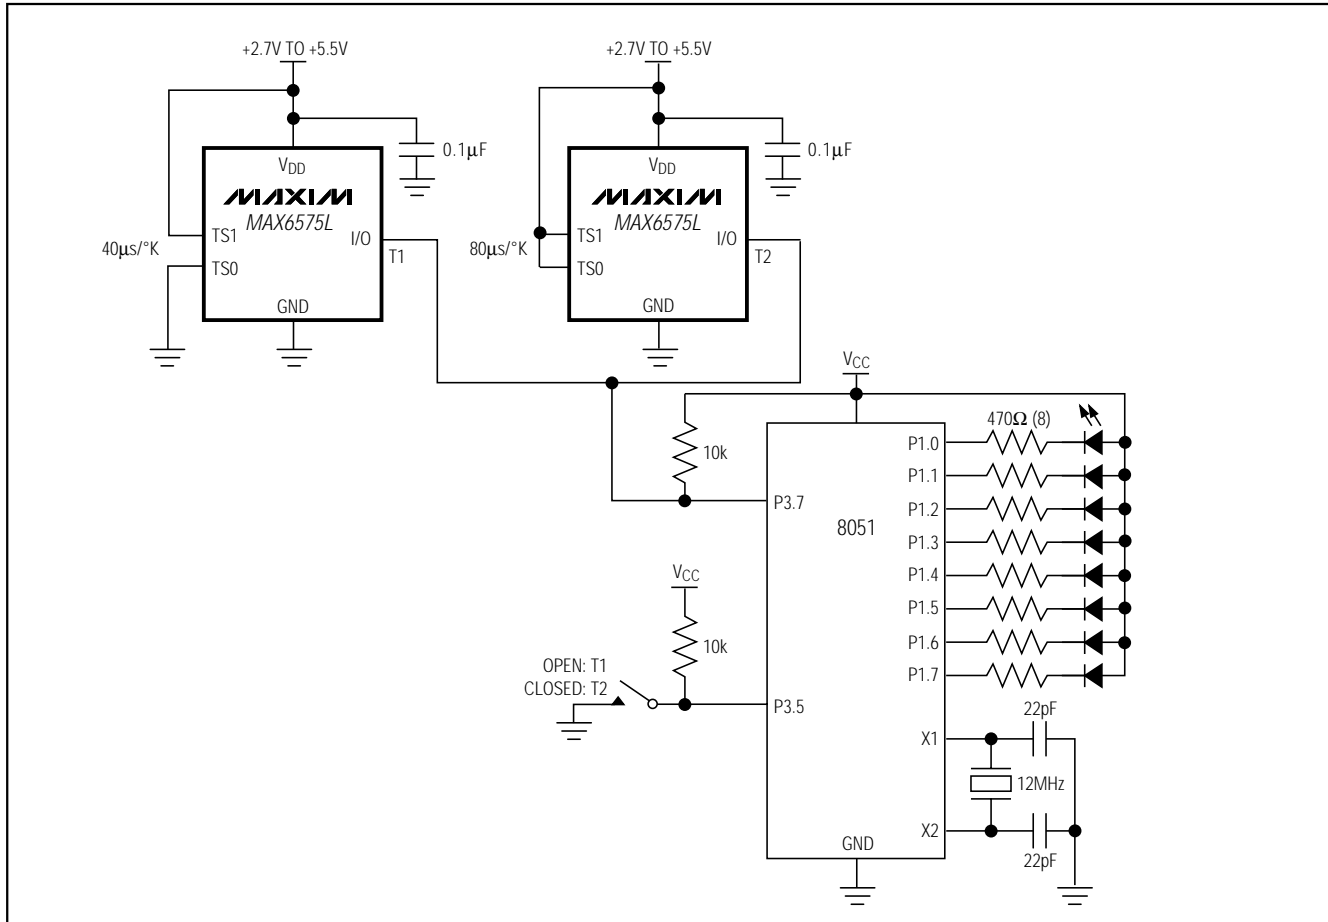 +2.7V TO +5.5V
+2.7V TO +5.5V
0.1µF
0.1µF
VDD
VDD
MAXIM
MAXIM
MAX6575L
MAX6575L
40µs/°K
TS1
I/O
T1
TS0
GND
80µs/°K
TS1
I/O
T2
TS0
GND
VCC
470Ω (8)
10k
P1.0
P1.1
P3.7
P1.2
8051
P1.3
P1.4
VCC
P1.5
10k
P1.6
OPEN: T1
CLOSED: T2
P1.7
P3.5
22pF
X1
12MHz
X2
GND
22pF